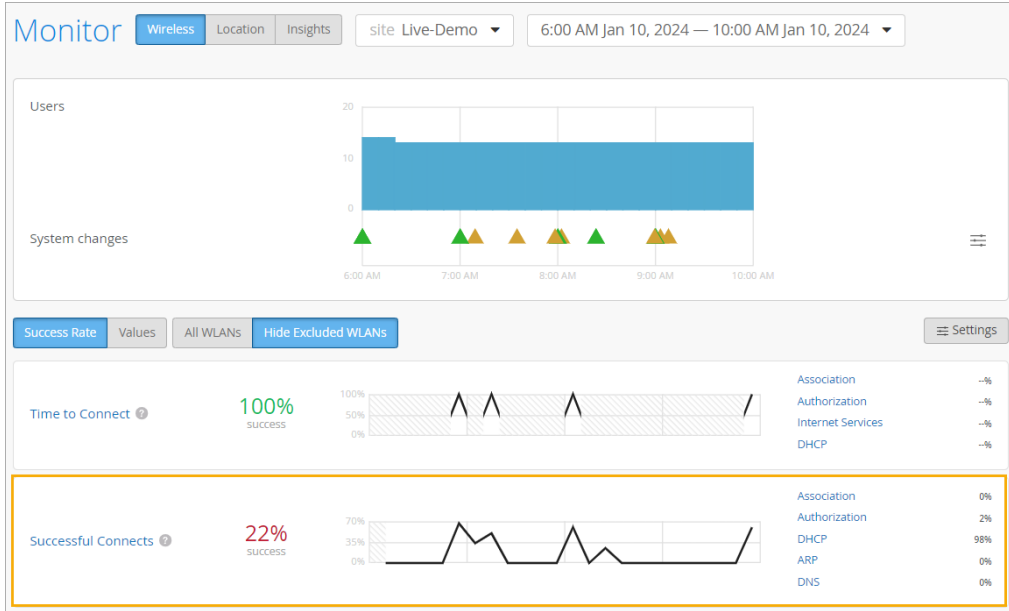 Monitor
Wireless
Location
Insights
site Live-Demo
6:00 AM Jan 10, 2024 — 10:00 AM Jan 10, 2024
Users
20
10
0
System changes
6:00 AM 7:00 AM 8:00 AM 9:00 AM 10:00 AM
Success Rate
Values
All WLANs
Hide Excluded WLANs
Settings
Time to Connect ?
100%
success
100%
50%
0%
Association --%
Authorization --%
Internet Services --%
DHCP --%
Successful Connects ?
22%
success
70%
35%
0%
Association 0%
Authorization 2%
DHCP 98%
ARP 0%
DNS 0%